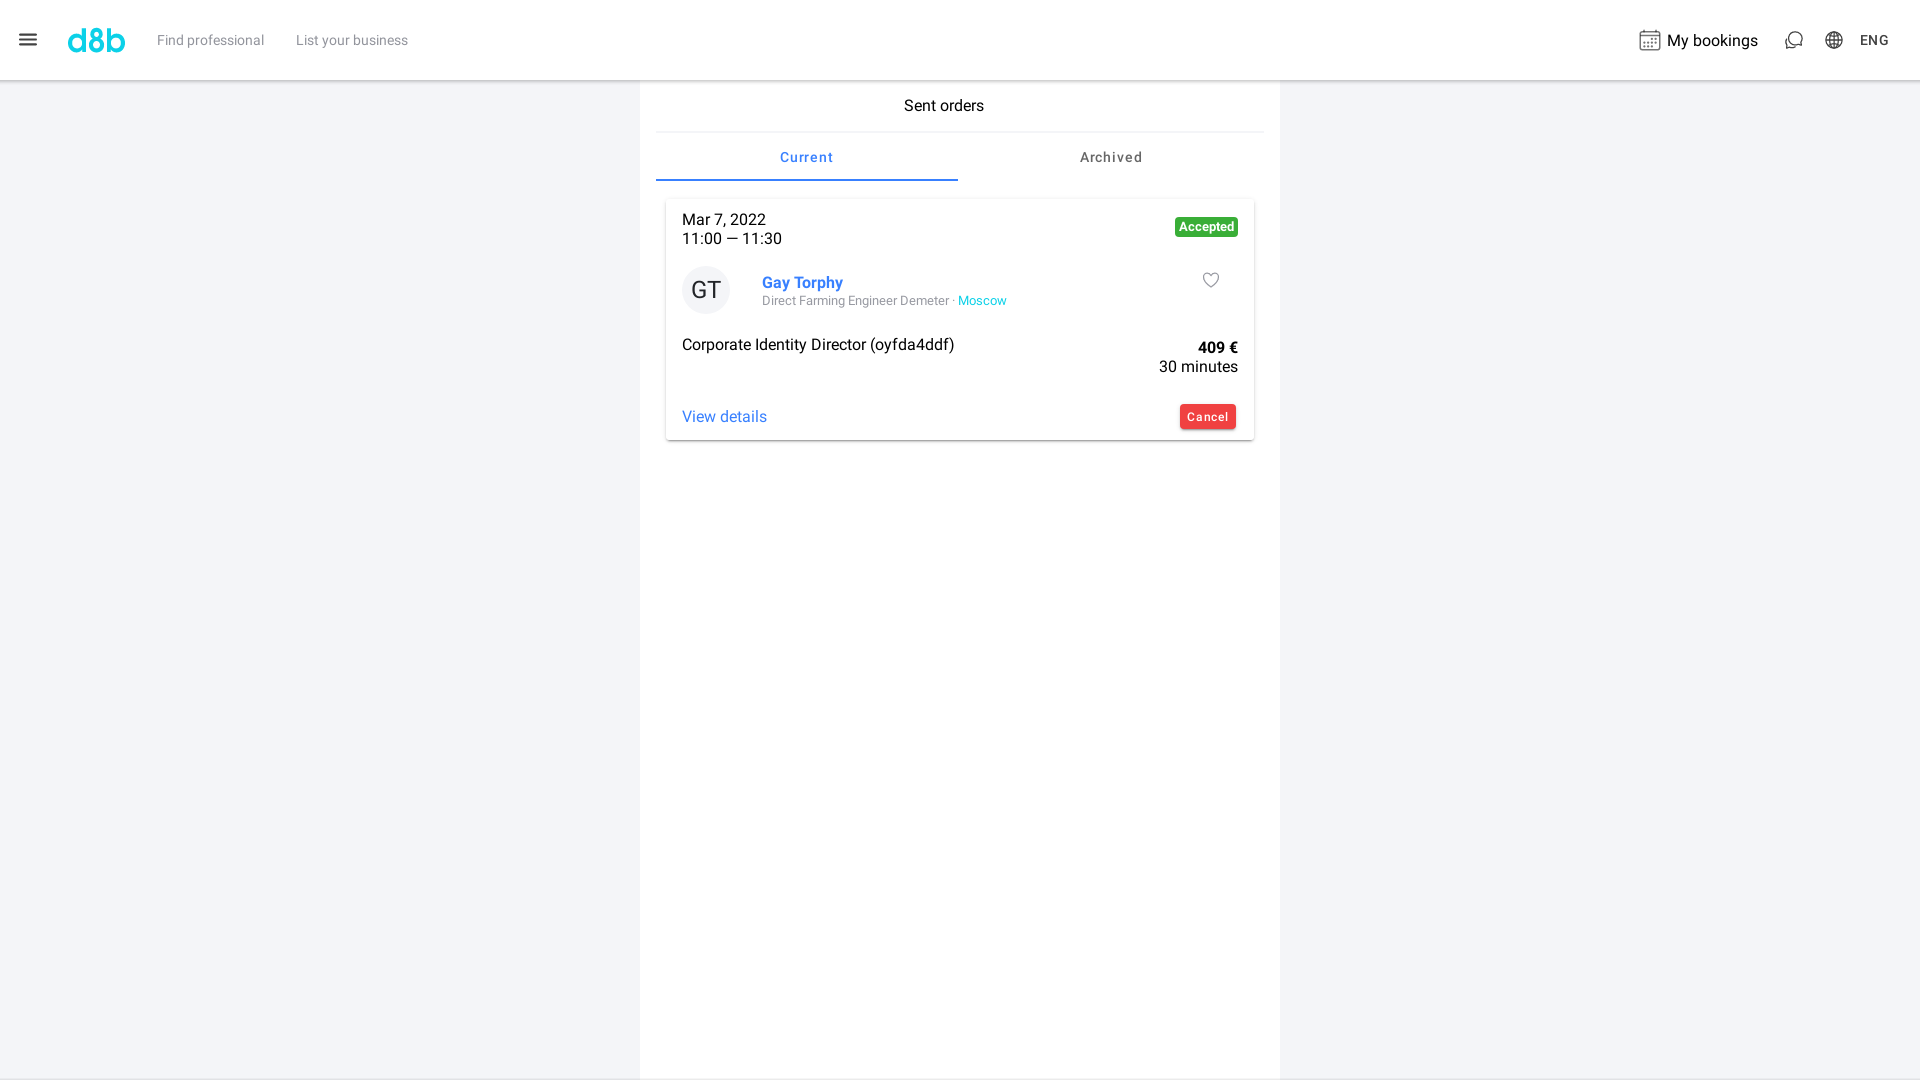 d8b
Find professional
List your business
My bookings
ENG
Sent orders
Current
Archived
Mar 7, 2022
11:00 — 11:30
Accepted
GT
Gay Torphy
Direct Farming Engineer Demeter · Moscow
Corporate Identity Director (oyfda4ddf)
409 €
30 minutes
View details
Cancel